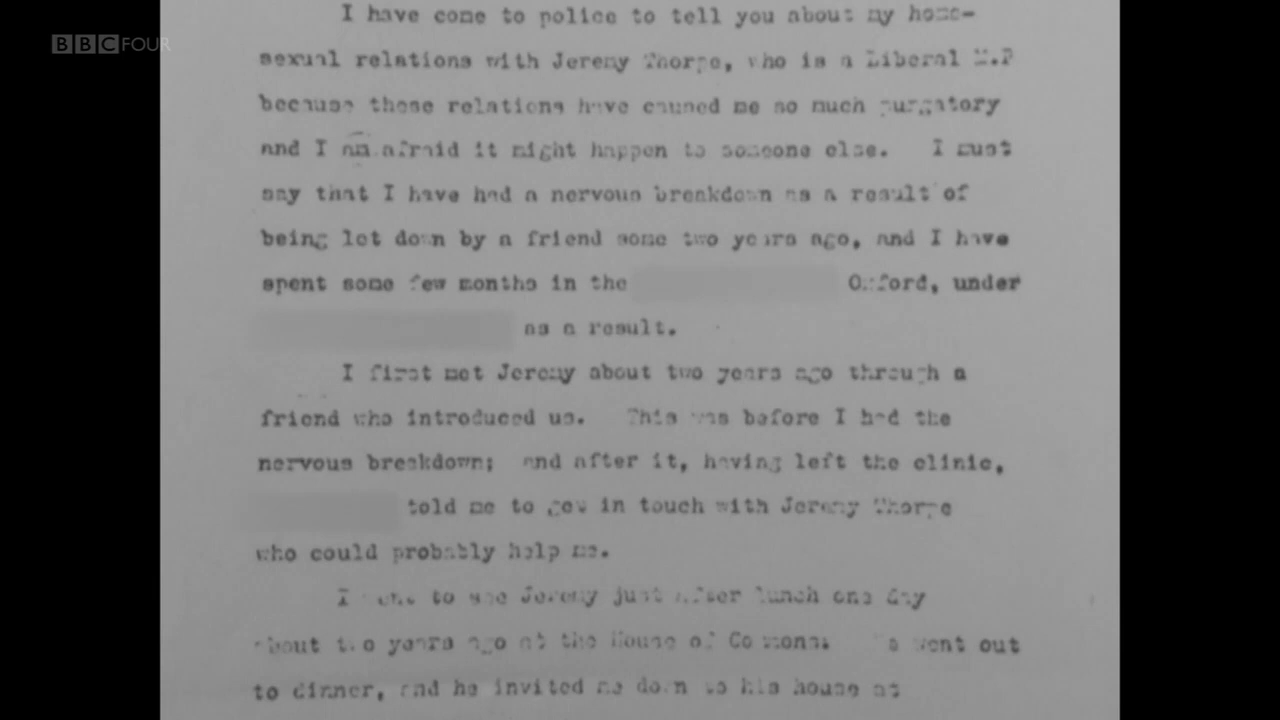 BBC FOUR
I have come to police to tell you about my homo-
sexual relations with Jeremy Thorpe, who is a Liberal M.P
because these relations have caused me so much purgatory
and I am afraid it might happen to someone else. I must
say that I have had a nervous breakdown as a result of
being let down by a friend some two years ago, and I have
spent some few months in the Oxford, under
as a result.
I first met Jeremy about two years ago through a
friend who introduced us. This was before I had the
nervous breakdown; and after it, having left the clinic,
told me to get in touch with Jeremy Thorpe
who could probably help me.
I went to see Jeremy just after lunch one day
about two years ago at the House of Commons. We went out
to dinner, and he invited me down to his house at